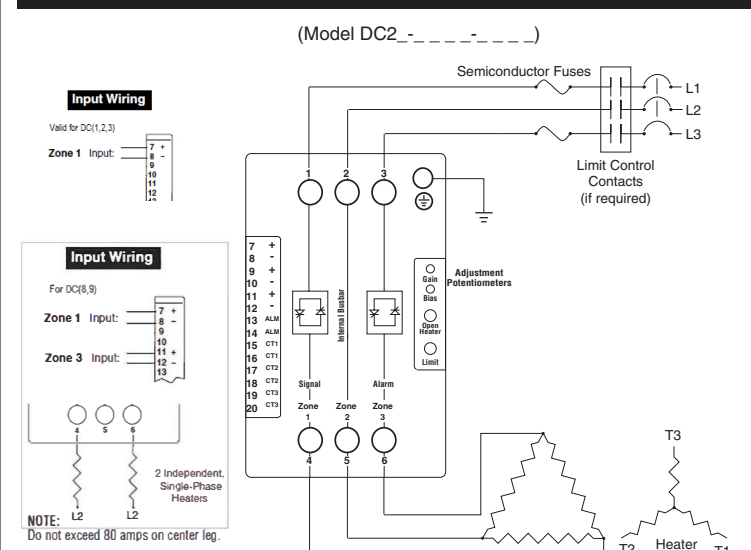 (Model DC2_-_ _ _ _-_ _ _ _)
Semiconductor Fuses
L1
L2
L3
Limit Control
Contacts
(if required)
Input Wiring
Valid for DC(1,2,3)
Zone 1 Input:
7 +
8 -
9
10
11
12
Input Wiring
For DC(8,9)
Zone 1 Input:
Zone 3 Input:
7 +
8 -
9
10
11 +
12 -
13
4 5 6
L2 L2
2 Independent,
Single-Phase
Heaters
NOTE:
Do not exceed 80 amps on center leg.
1 2 3
7 +
8 -
9 +
10 -
11 +
12 -
13 ALM
14 ALM
15 CT1
16 CT1
17 CT2
18 CT2
19 CT3
20 CT3
Internal Busbar
Gain
Bias
Open
Heater
Limit
Adjustment
Potentiometers
Signal
Alarm
Zone Zone Zone
1 2 3
4 5 6
T3
T2 Heater T1